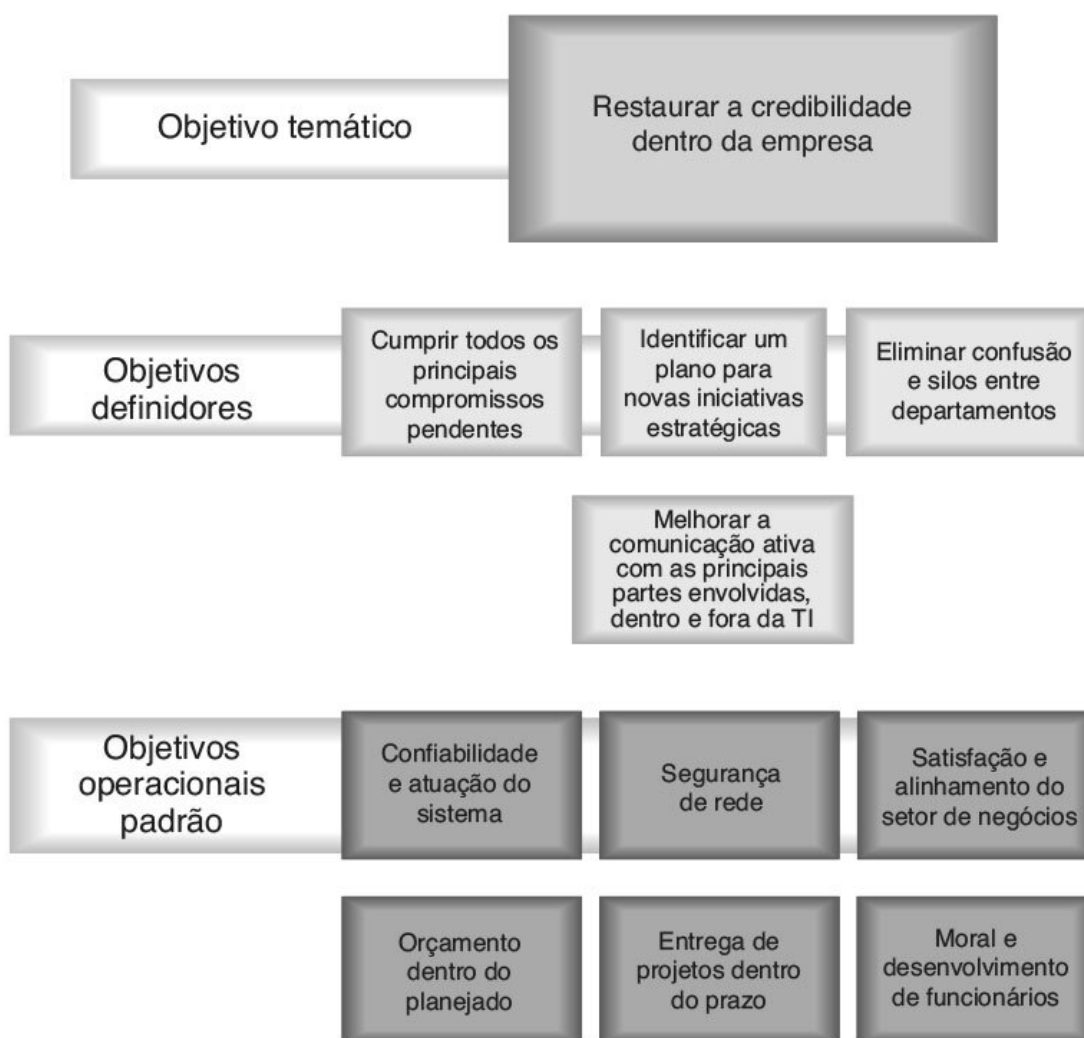 Objetivo temático
Restaurar a credibilidade
dentro da empresa
Objetivos
definidores
Cumprir todos os
principais
compromissos
pendentes
Identificar um
plano para
novas iniciativas
estratégicas
Eliminar confusão
e silos entre
departamentos
Melhorar a
comunicação ativa
com as principais
partes envolvidas,
dentro e fora da TI
Objetivos
operacionais
padrão
Confiabilidade
e atuação do
sistema
Segurança
de rede
Satisfação e
alinhamento do
setor de negócios
Orçamento
dentro do
planejado
Entrega de
projetos dentro
do prazo
Moral e
desenvolvimento
de funcionários